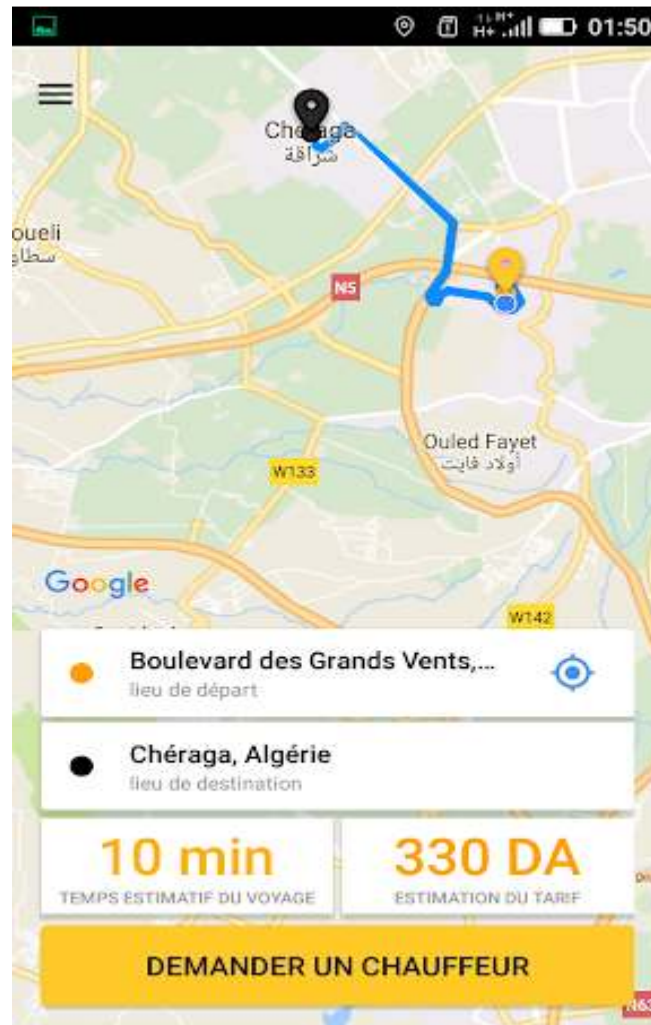 H+
H+
01:50
Chéraga
شراقة
oueli
سطاو
N5
Ouled Fayet
أولاد فايت
W133
Google
W142
Boulevard des Grands Vents,...
lieu de départ
Chéraga, Algérie
lieu de destination
10 min
330 DA
TEMPS ESTIMATIF DU VOYAGE
ESTIMATION DU TARIF
DEMANDER UN CHAUFFEUR
N63